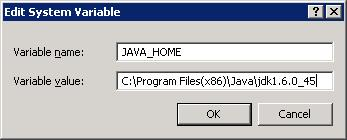 Edit System Variable
Variable name: JAVA_HOME
Variable value: C:\Program Files(x86)\Java\jdk1.6.0_45
OK Cancel